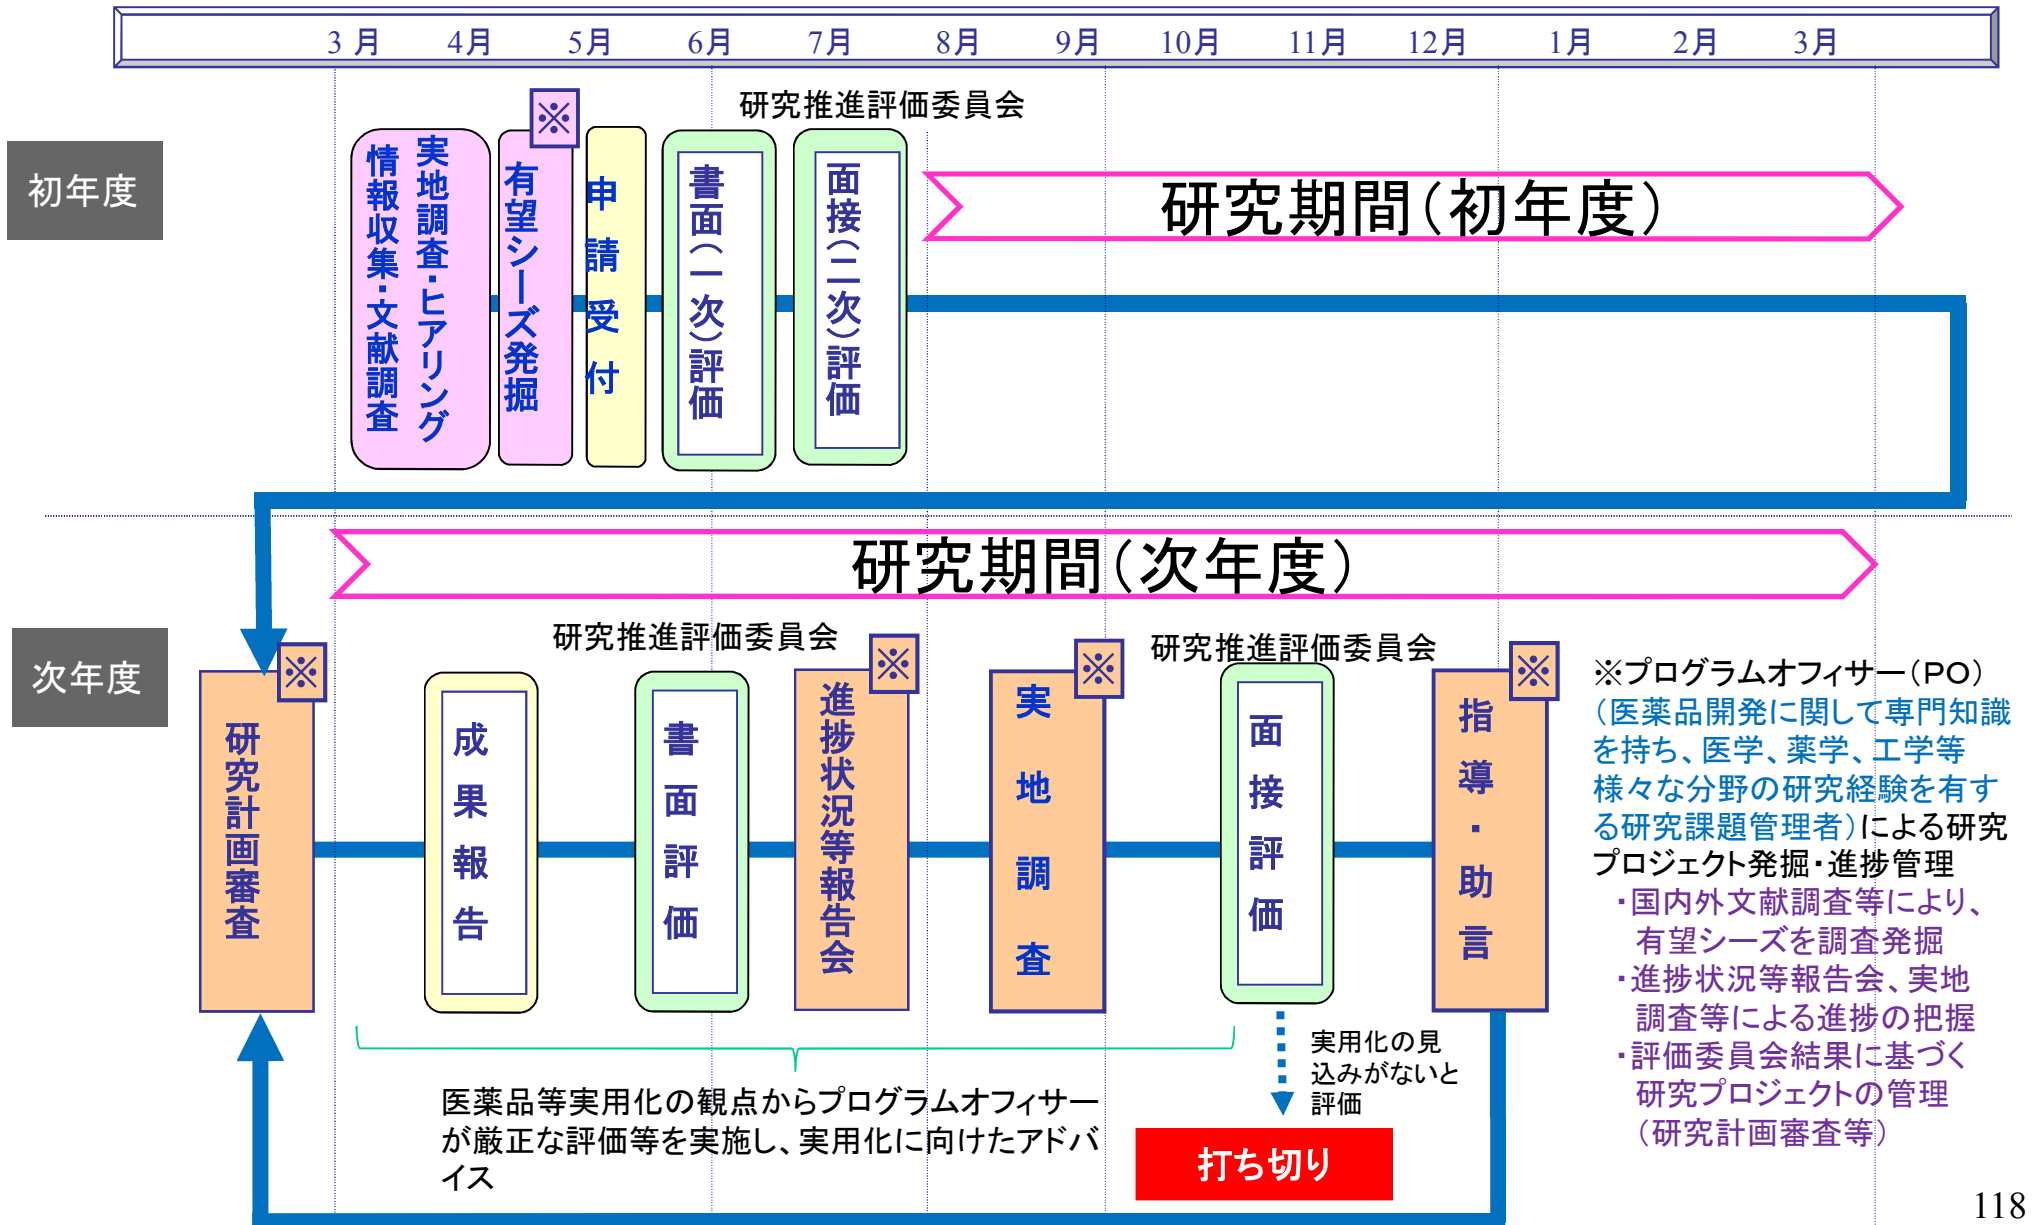 3 月 4月 5月 6月 7月 8月 9月 10月 11月 12月 1月 2月 3月
研究推進評価委員会
初年度
実地調査・ヒアリング
情報収集・文献調査
※
有望シーズ発掘
申請受付
書面（一次）評価
面接（二次）評価
研究期間（初年度）
研究期間（次年度）
次年度
研究推進評価委員会
研究推進評価委員会
※
研究計画審査
成果報告
書面評価
※
進捗状況等報告会
※
実地調査
面接評価
※
指導・助言
※プログラムオフィサー（PO）
（医薬品開発に関して専門知識
を持ち、医学、薬学、工学等
様々な分野の研究経験を有す
る研究課題管理者）による研究
プロジェクト発掘・進捗管理
・国内外文献調査等により、
有望シーズを調査発掘
・進捗状況等報告会、実地
調査等による進捗の把握
・評価委員会結果に基づく
研究プロジェクトの管理
（研究計画審査等）
実用化の見
込みがないと
評価
打ち切り
医薬品等実用化の観点からプログラムオフィサー
が厳正な評価等を実施し、実用化に向けたアドバ
イス
118